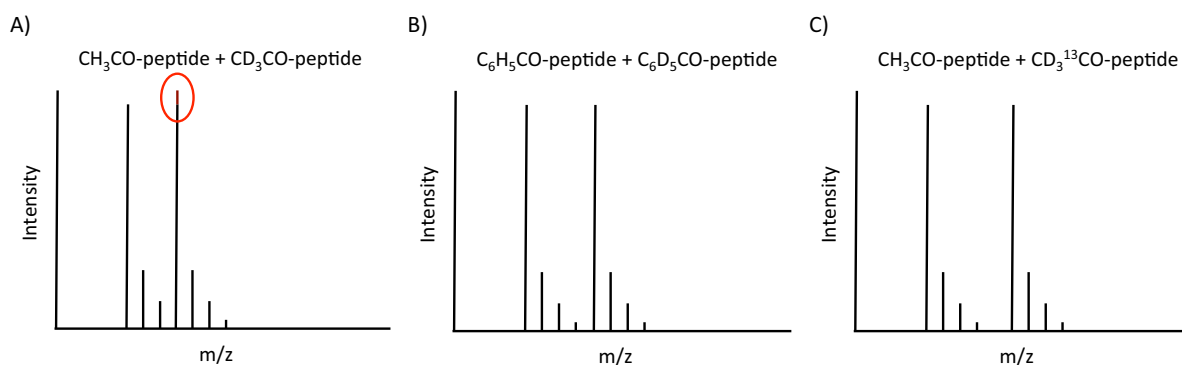 A)
CH₃CO-peptide + CD₃CO-peptide
Intensity
m/z
B)
C₆H₅CO-peptide + C₆D₅CO-peptide
Intensity
m/z
C)
CH₃CO-peptide + CD₃¹³CO-peptide
Intensity
m/z